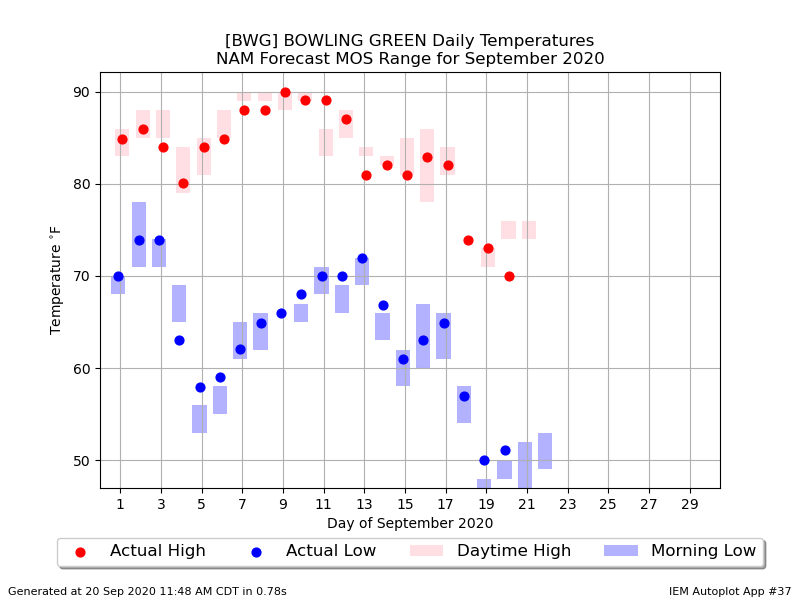 [BWG] BOWLING GREEN Daily Temperatures
NAM Forecast MOS Range for September 2020
90
80
70
60
50
Temperature °F
1 3 5 7 9 11 13 15 17 19 21 23 25 27 29
Day of September 2020
Actual High Actual Low Daytime High Morning Low
Generated at 20 Sep 2020 11:48 AM CDT in 0.78s IEM Autoplot App #37